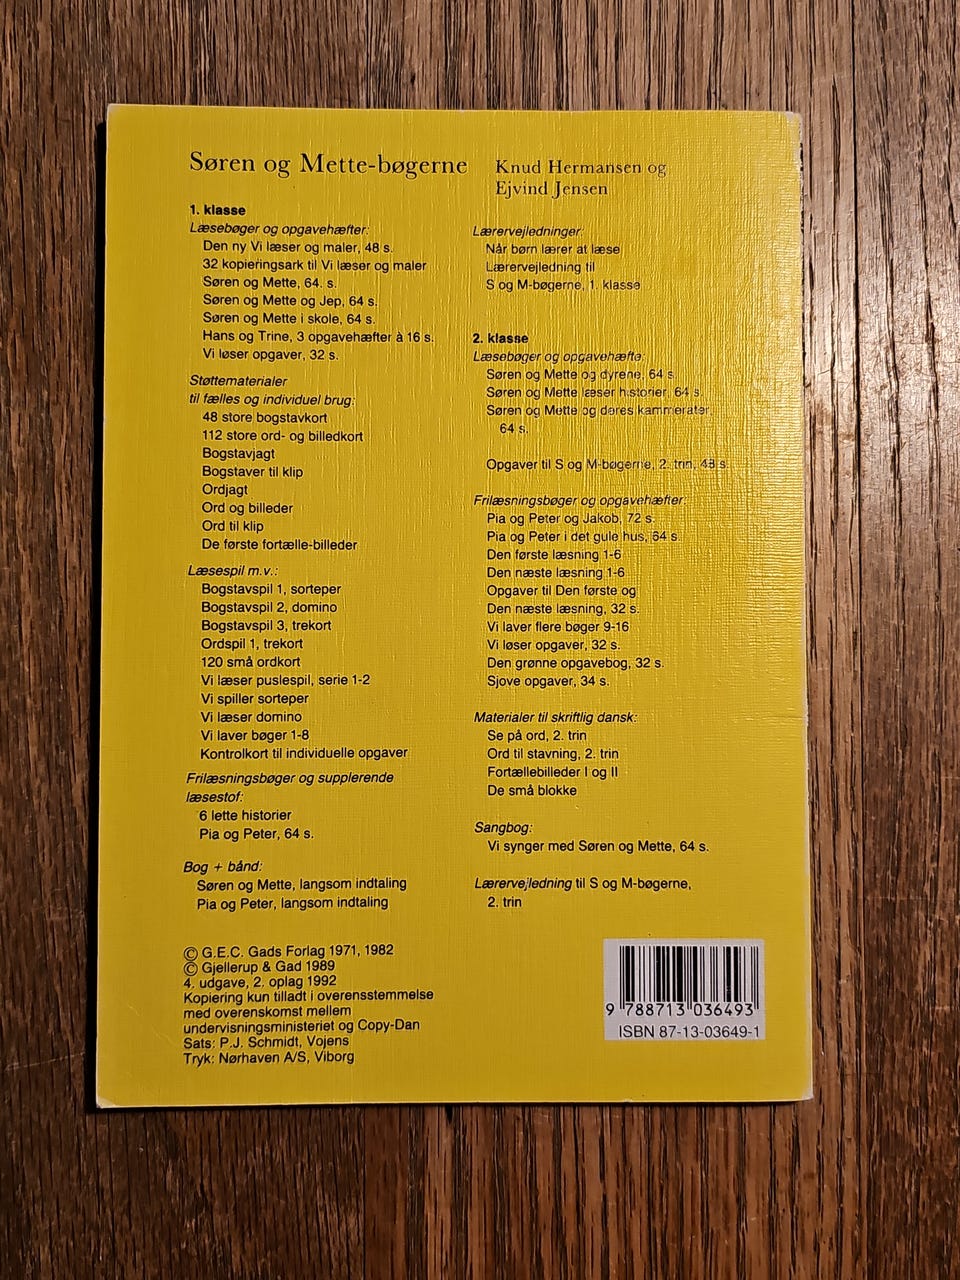 Søren og Mette-bøgerne
Knud Hermansen og
Ejvind Jensen
1. klasse
Læsebøger og opgavehæfter:
Den ny Vi læser og maler, 48 s.
32 kopieringsark til Vi læser og maler
Søren og Mette, 64. s.
Søren og Mette og Jep, 64 s.
Søren og Mette i skole, 64 s.
Hans og Trine, 3 opgavehæfter à 16 s.
Vi løser opgaver, 32 s.
Støttematerialer
til fælles og individuel brug:
48 store bogstavkort
112 store ord- og billedkort
Bogstavjagt
Bogstaver til klip
Ordjagt
Ord og billeder
Ord til klip
De første fortælle-billeder
Læsespil m.v.:
Bogstavspil 1, sorteper
Bogstavspil 2, domino
Bogstavspil 3, trekort
Ordspil 1, trekort
120 små ordkort
Vi læser puslespil, serie 1-2
Vi spiller sorteper
Vi læser domino
Vi laver bøger 1-8
Kontrolkort til individuelle opgaver
Frilæsningsbøger og supplerende
læsestof:
6 lette historier
Pia og Peter, 64 s.
Bog + bånd:
Søren og Mette, langsom indtaling
Pia og Peter, langsom indtaling
Lærervejledninger:
Når børn lærer at læse
Lærervejledning til
S og M-bøgerne, 1. klasse
2. klasse
Læsebøger og opgavehæfte:
Søren og Mette og dyrene, 64 s.
Søren og Mette læser historier, 64 s.
Søren og Mette og deres kammerater,
64 s.
Opgaver til S og M-bøgerne, 2. trin, 48 s.
Frilæsningsbøger og opgavehæfter:
Pia og Peter og Jakob, 72 s.
Pia og Peter i det gule hus, 64 s.
Den første læsning 1-6
Den næste læsning 1-6
Opgaver til Den første og
Den næste læsning, 32 s.
Vi laver flere bøger 9-16
Vi løser opgaver, 32 s.
Den grønne opgavebog, 32 s.
Sjove opgaver, 34 s.
Materialer til skriftlig dansk:
Se på ord, 2. trin
Ord til stavning, 2. trin
Fortællebilleder I og II
De små blokke
Sangbog:
Vi synger med Søren og Mette, 64 s.
Lærervejledning til S og M-bøgerne,
2. trin
© G.E.C. Gads Forlag 1971, 1982
© Gjellerup & Gad 1989
4. udgave, 2. oplag 1992
Kopiering kun tilladt i overensstemmelse
med overenskomst mellem
undervisningsministeriet og Copy-Dan
Sats: P.J. Schmidt, Vojens
Tryk: Nørhaven A/S, Viborg
9 788713 036493
ISBN 87-13-03649-1